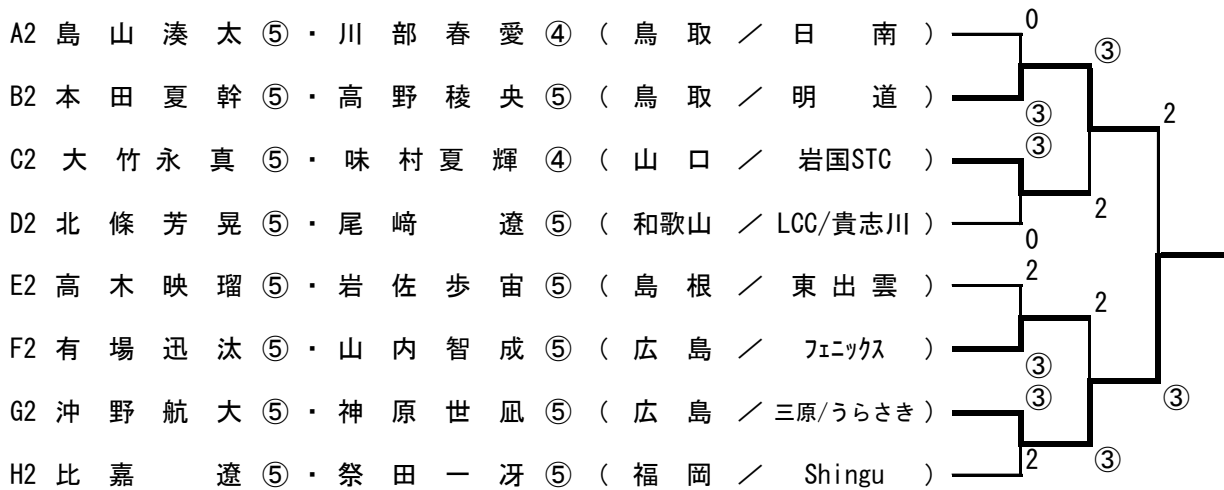 0
A2 島山湊太⑤・川部春愛④(鳥取/日南)
③
B2 本田夏幹⑤・高野稜央⑤(鳥取/明道)
③
2
③
C2 大竹永真⑤・味村夏輝④(山口/岩国STC)
2
D2 北條芳晃⑤・尾﨑遼⑤(和歌山/LCC/貴志川)
0
2
E2 高木映瑠⑤・岩佐歩宙⑤(島根/東出雲)
2
F2 有場迅汰⑤・山内智成⑤(広島/フェニックス)
③
③
③
G2 沖野航大⑤・神原世凪⑤(広島/三原/うらさき)
2
③
H2 比嘉遼⑤・祭田一冴⑤(福岡/Shingu)